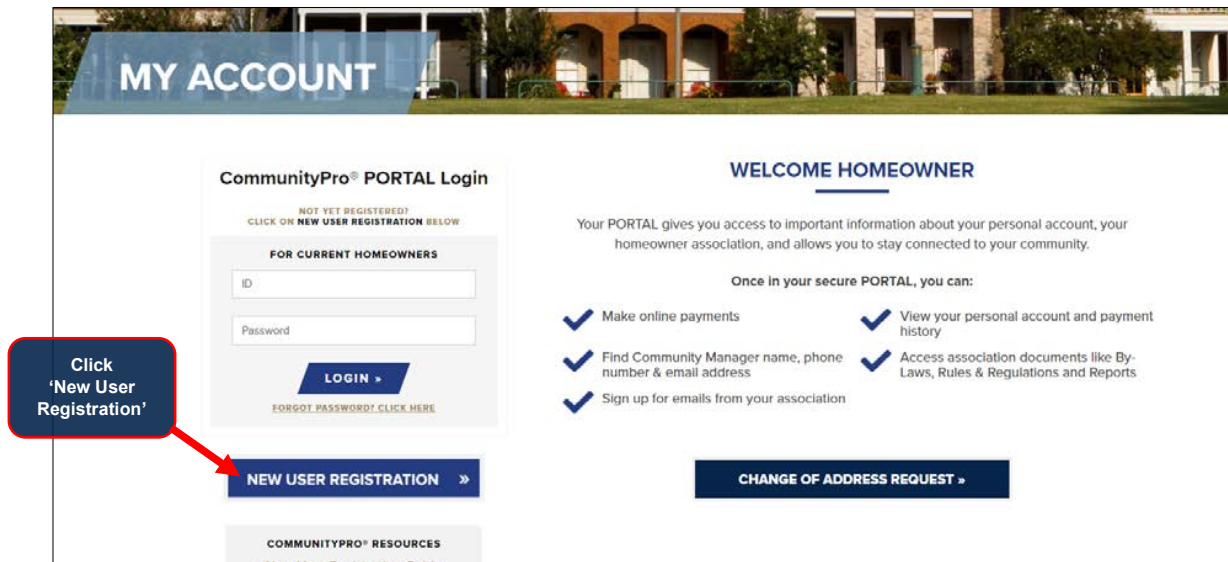 MY ACCOUNT
CommunityPro® PORTAL Login
NOT YET REGISTERED?
CLICK ON NEW USER REGISTRATION BELOW
FOR CURRENT HOMEOWNERS
ID
Password
LOGIN »
FORGOT PASSWORD? CLICK HERE
Click
‘New User
Registration’
NEW USER REGISTRATION »
COMMUNITYPRO® RESOURCES
WELCOME HOMEOWNER
Your PORTAL gives you access to important information about your personal account, your
homeowner association, and allows you to stay connected to your community.
Once in your secure PORTAL, you can:
Make online payments
Find Community Manager name, phone
number & email address
Sign up for emails from your association
View your personal account and payment
history
Access association documents like By-
Laws, Rules & Regulations and Reports
CHANGE OF ADDRESS REQUEST »